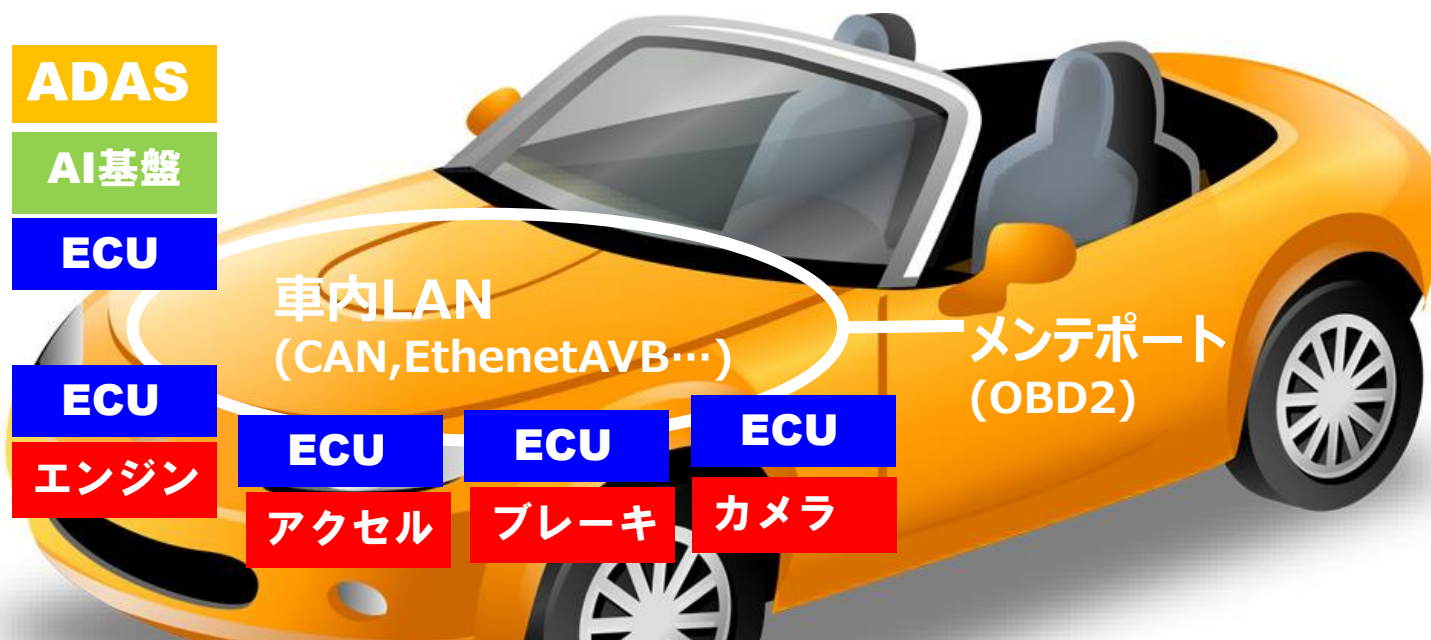 ADAS
AI基盤
ECU
車内LAN
(CAN,EthenetAVB…)
メンテポート
(OBD2)
ECU
エンジン
ECU
アクセル
ECU
ブレーキ
ECU
カメラ